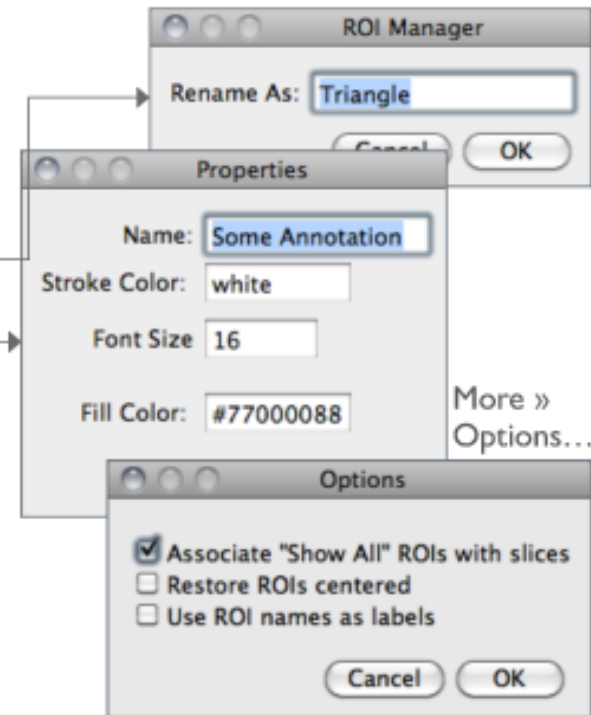 ROI Manager
Rename As: Triangle
Cancel OK
Properties
Name: Some Annotation
Stroke Color: white
Font Size 16
Fill Color: #77000088
More »
Options...
Options
Associate "Show All" ROIs with slices
Restore ROIs centered
Use ROI names as labels
Cancel OK